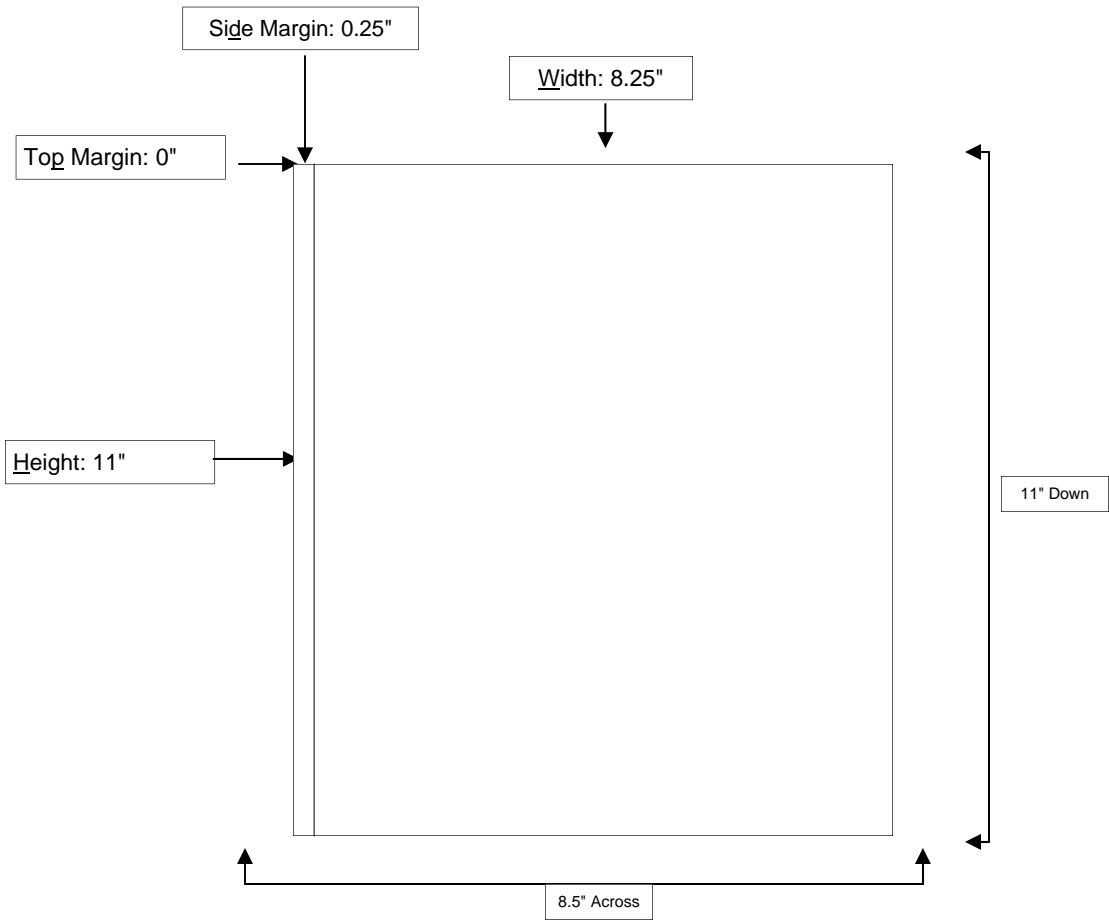 Side Margin: 0.25"
Width: 8.25"
Top Margin: 0"
Height: 11"
11" Down
8.5" Across